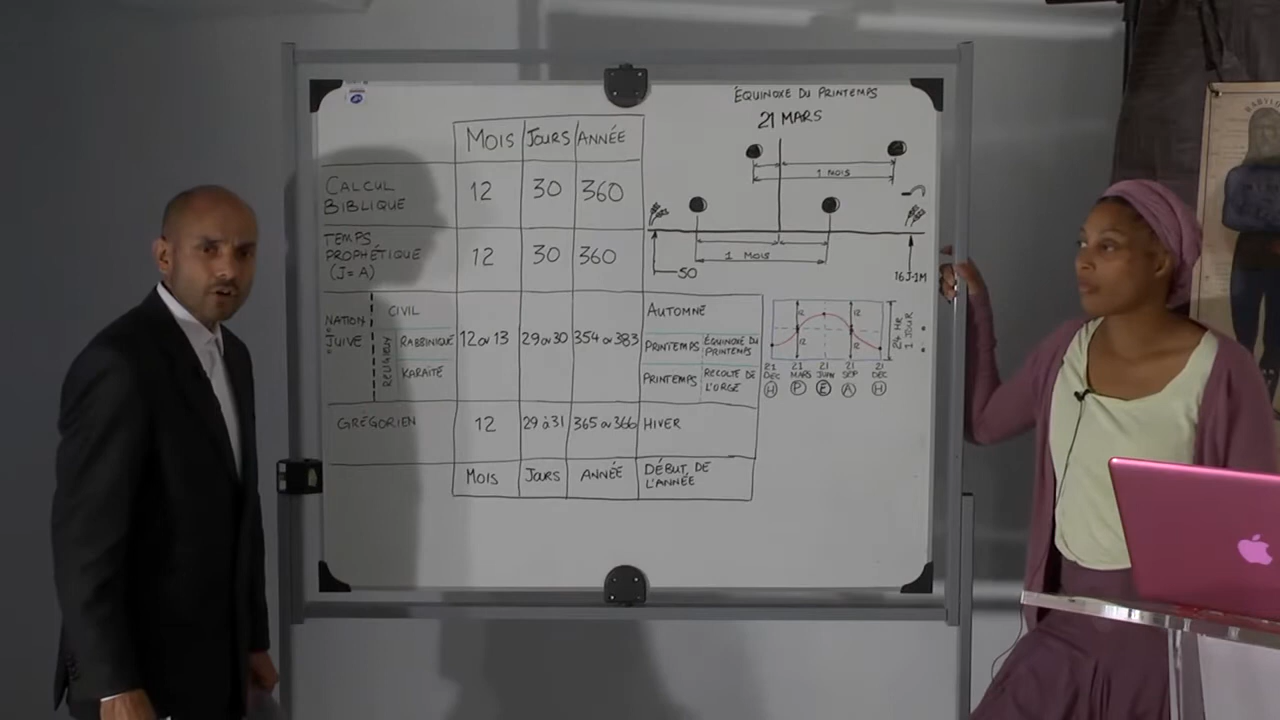 ÉQUINOXE DU PRINTEMPS
21 MARS
MOIS JOURS ANNÉE
CALCUL
BIBLIQUE
12 30 360
TEMPS
PROPHÉTIQUE
(J=A)
12 30 360
1 MOIS
1 MOIS
50
16J-1M
NATION
JUIVE
RÉUNION
CIVIL
RABBINIQUE
KARAÏTE
12 ou 13 29 ou 30 354 ou 383
AUTOMNE
PRINTEMPS
ÉQUINOXE DU
PRINTEMPS
PRINTEMPS
RÉCOLTE DE
L'ORGE
GRÉGORIEN 12 29 à 31 365 ou 366 HIVER
MOIS JOURS ANNÉE
DÉBUT DE
L'ANNÉE
12 12
12 12
24 HR
1 JOUR
21 21 21 21 21
DEC MARS JUIN SEP DEC
H P É A H
BABYLO